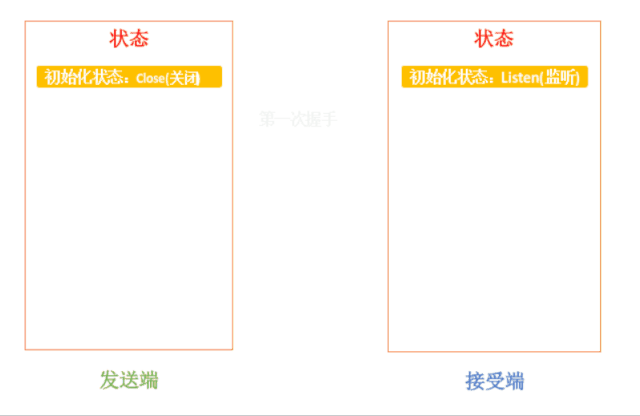 状态
初始化状态：Close(关闭)
状态
初始化状态：Listen(监听)
第一次握手
发送端
接受端